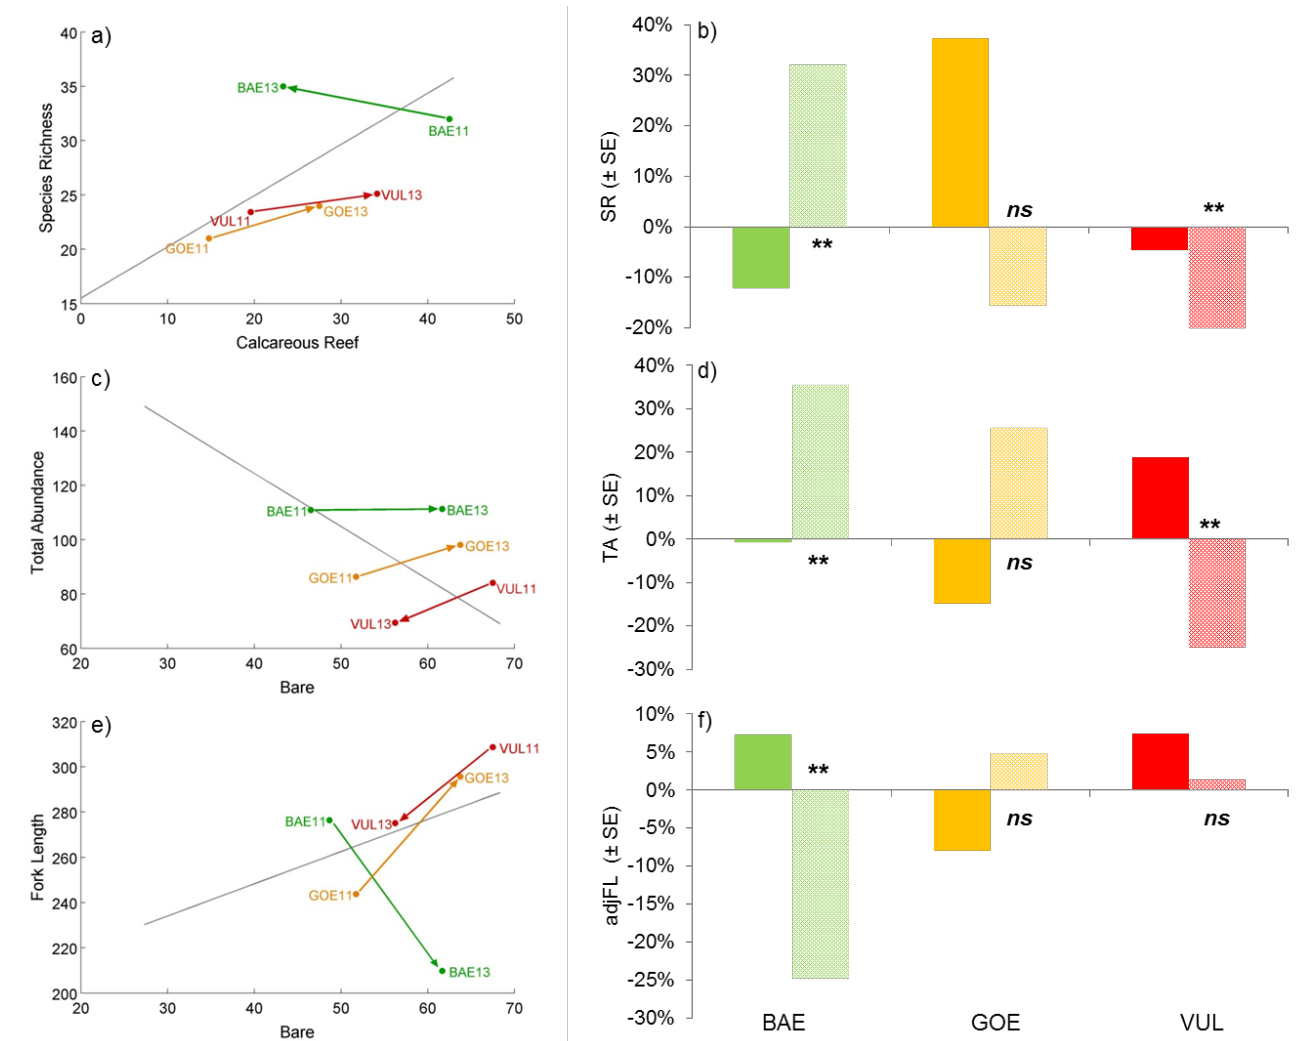 a)
40
35
30
25
20
15
Species Richness
BAE13
BAE11
VUL13
VUL11
GOE13
GOE11
0 10 20 30 40 50
Calcareous Reef
b)
40%
30%
20%
10%
0%
-10%
-20%
SR (± SE)
**
ns
**
c)
160
140
120
100
80
60
Total Abundance
BAE11
BAE13
GOE13
GOE11
VUL11
VUL13
20 30 40 50 60 70
Bare
d)
40%
30%
20%
10%
0%
-10%
-20%
-30%
TA (± SE)
**
ns
**
e)
320
300
280
260
240
220
200
Fork Length
VUL11
GOE13
BAE11
VUL13
GOE11
BAE13
20 30 40 50 60 70
Bare
f)
10%
5%
0%
-5%
-10%
-15%
-20%
-25%
-30%
adjFL (± SE)
**
ns
ns
BAE GOE VUL